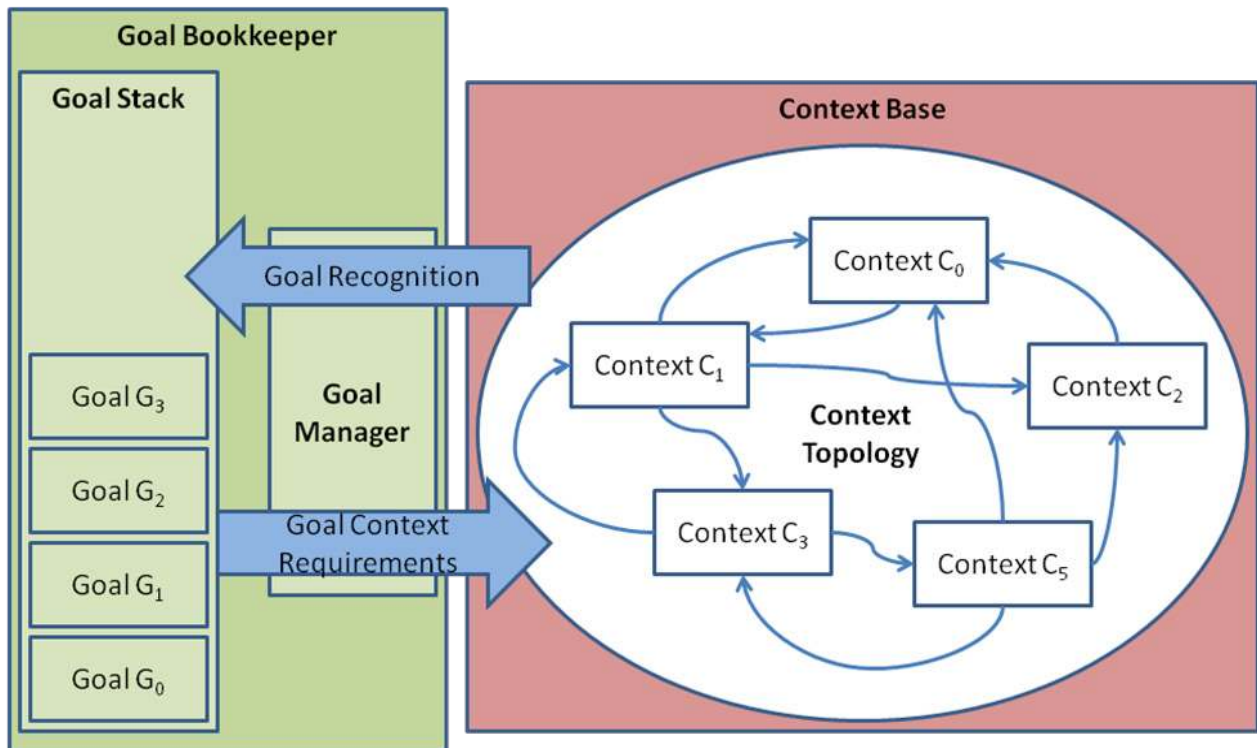 Goal Bookkeeper
Goal Stack
Goal Recognition
Goal
Manager
Goal Context
Requirements
Goal G₃
Goal G₂
Goal G₁
Goal G₀
Context Base
Context C₀
Context C₁
Context C₂
Context
Topology
Context C₃
Context C₅